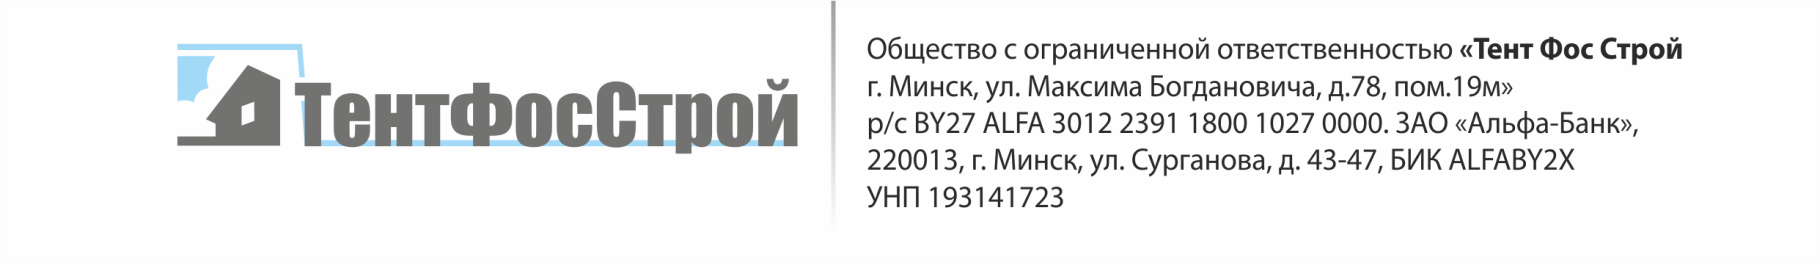 ТентФосСтрой
Общество с ограниченной ответственностью «Тент Фос Строй
г. Минск, ул. Максима Богдановича, д.78, пом.19м»
р/с BY27 ALFA 3012 2391 1800 1027 0000. ЗАО «Альфа-Банк»,
220013, г. Минск, ул. Сурганова, д. 43-47, БИК ALFABY2X
УНП 193141723